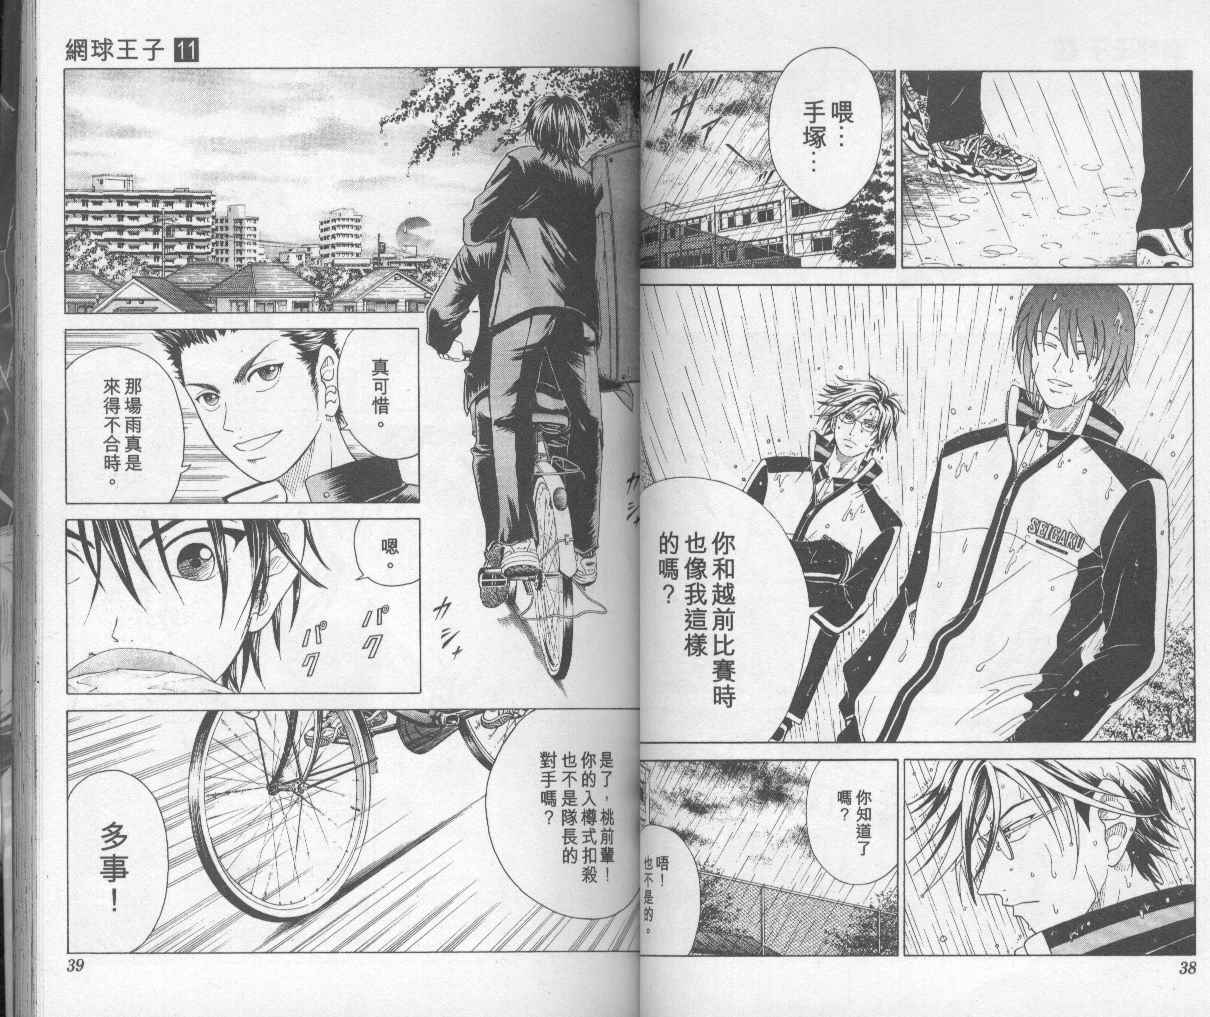 網球王子 11
喂…
手塚…
ザ ザ ァ
你和越前比賽時
也像我這樣
的嗎？
SEIGAKU
你知道了
嗎？
唔！
也不是的。
38
ガシャ
真可惜。
那場雨真是
來得不合時。
嗯。
パク
パク
カシャ
是了，桃前輩！
你的入樽式扣殺
也不是隊長的
對手嗎？
多事！
39